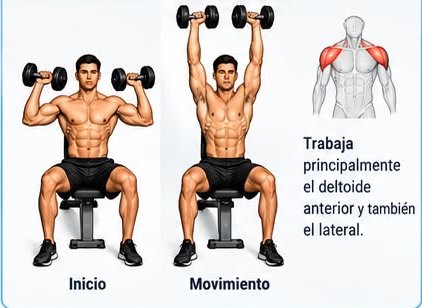 Inicio
Movimiento
Trabaja
principalmente
el deltoide
anterior y también
el lateral.